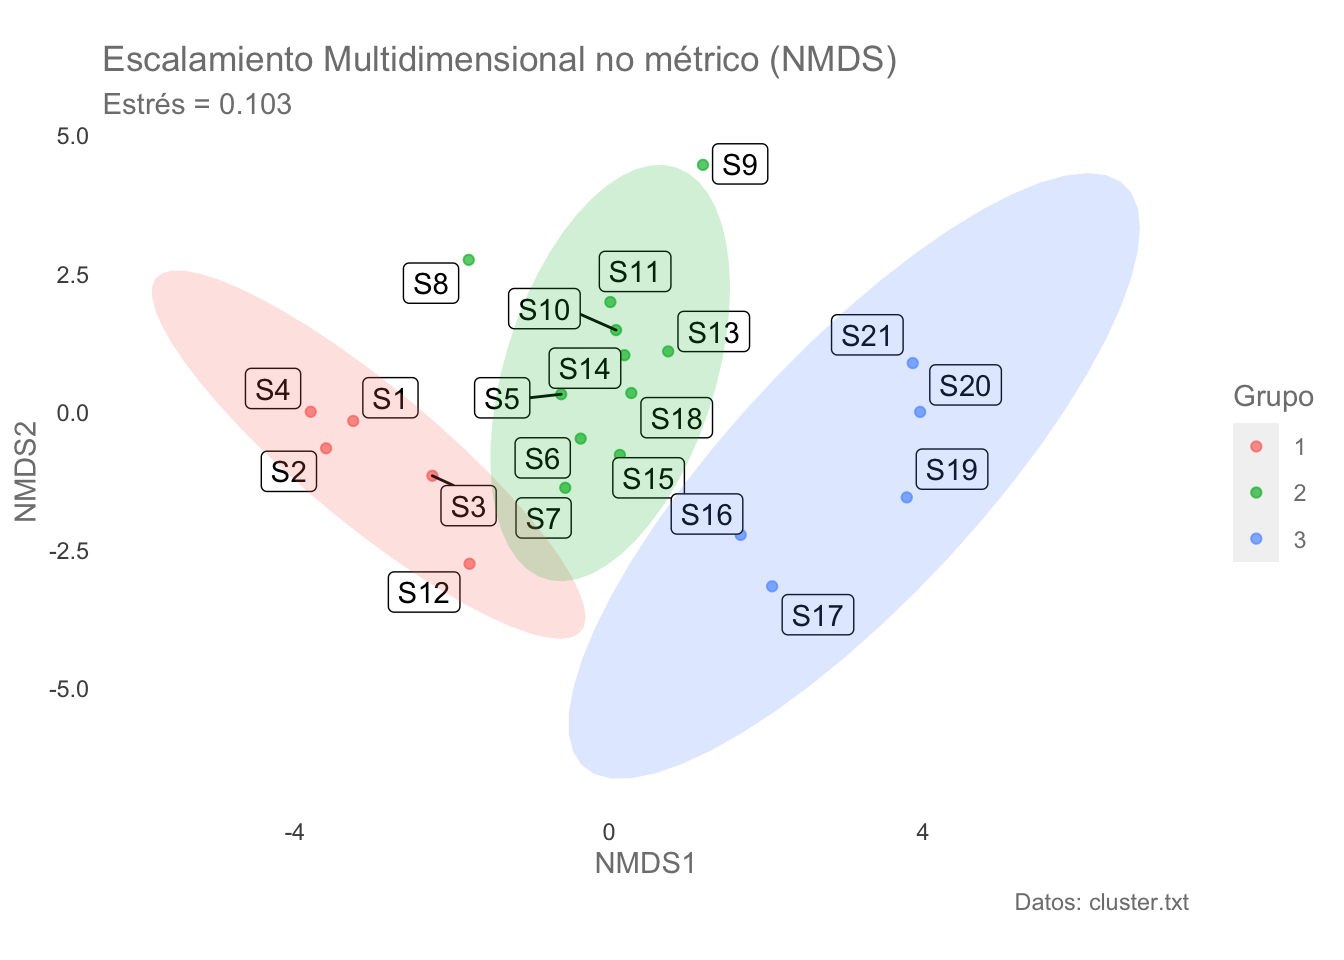 Escalamiento Multidimensional no métrico (NMDS)
Estrés = 0.103
5.0
2.5
0.0
-2.5
-5.0
NMDS2
S9
S8
S11
S10
S13
S14
S21
S4
S1
S5
S20
S18
S6
S2
S15
S19
S3
S7
S16
S12
S17
-4
0
4
NMDS1
Grupo
1
2
3
Datos: cluster.txt